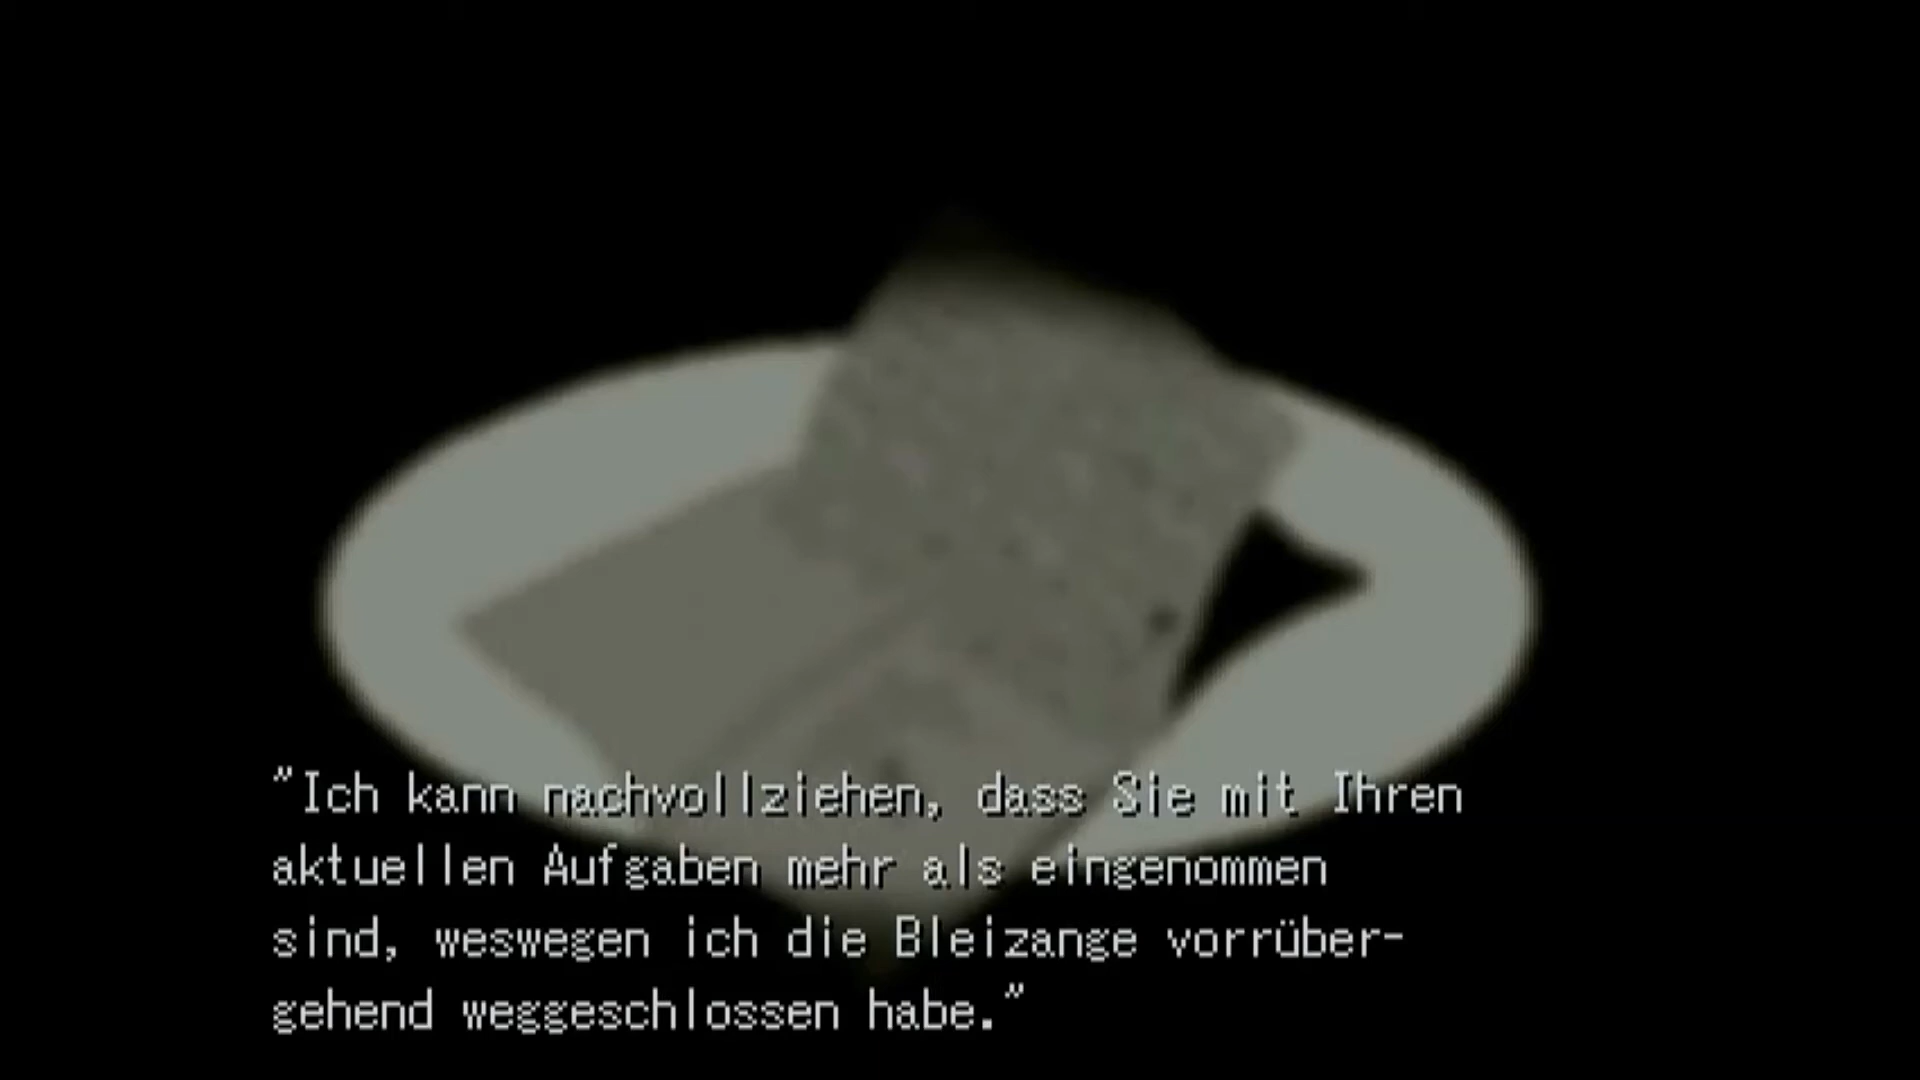 "Ich kann nachvollziehen, dass Sie mit Ihren
aktuellen Aufgaben mehr als eingenommen
sind, weswegen ich die Bleizange vorrüber-
gehend weggeschlossen habe."